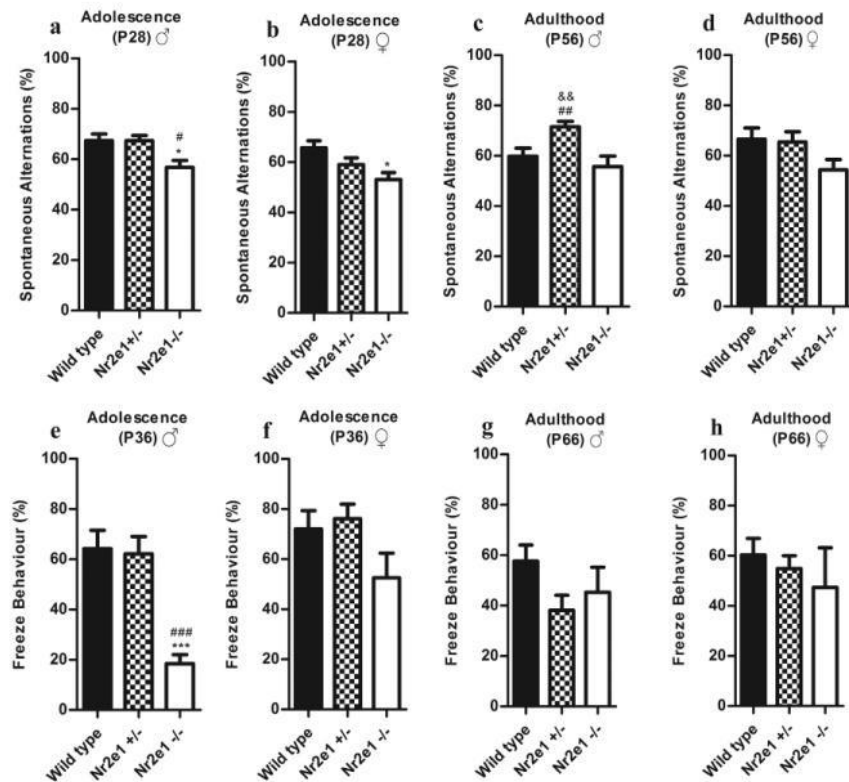 a
Adolescence
(P28) ♂
Spontaneous Alternations (%)
100
80
60
40
20
0
#
*
Wild type
Nr2e1+/-
Nr2e1-/-
b
Adolescence
(P28) ♀
Spontaneous Alternations (%)
100
80
60
40
20
0
*
Wild type
Nr2e1+/-
Nr2e1-/-
c
Adulthood
(P56) ♂
Spontaneous Alternations (%)
100
80
60
40
20
0
&&
##
Wild type
Nr2e1+/-
Nr2e1-/-
d
Adulthood
(P56) ♀
Spontaneous Alternations (%)
100
80
60
40
20
0
Wild type
Nr2e1+/-
Nr2e1-/-
e
Adolescence
(P36) ♂
Freeze Behaviour (%)
100
80
60
40
20
0
###
***
Wild type
Nr2e1 +/-
Nr2e1 -/-
f
Adolescence
(P36) ♀
Freeze Behaviour (%)
100
80
60
40
20
0
Wild type
Nr2e1 +/-
Nr2e1 -/-
g
Adulthood
(P66) ♂
Freeze Behaviour (%)
100
80
60
40
20
0
Wild type
Nr2e1 +/-
Nr2e1 -/-
h
Adulthood
(P66) ♀
Freeze Behaviour (%)
100
80
60
40
20
0
Wild type
Nr2e1 +/-
Nr2e1 -/-